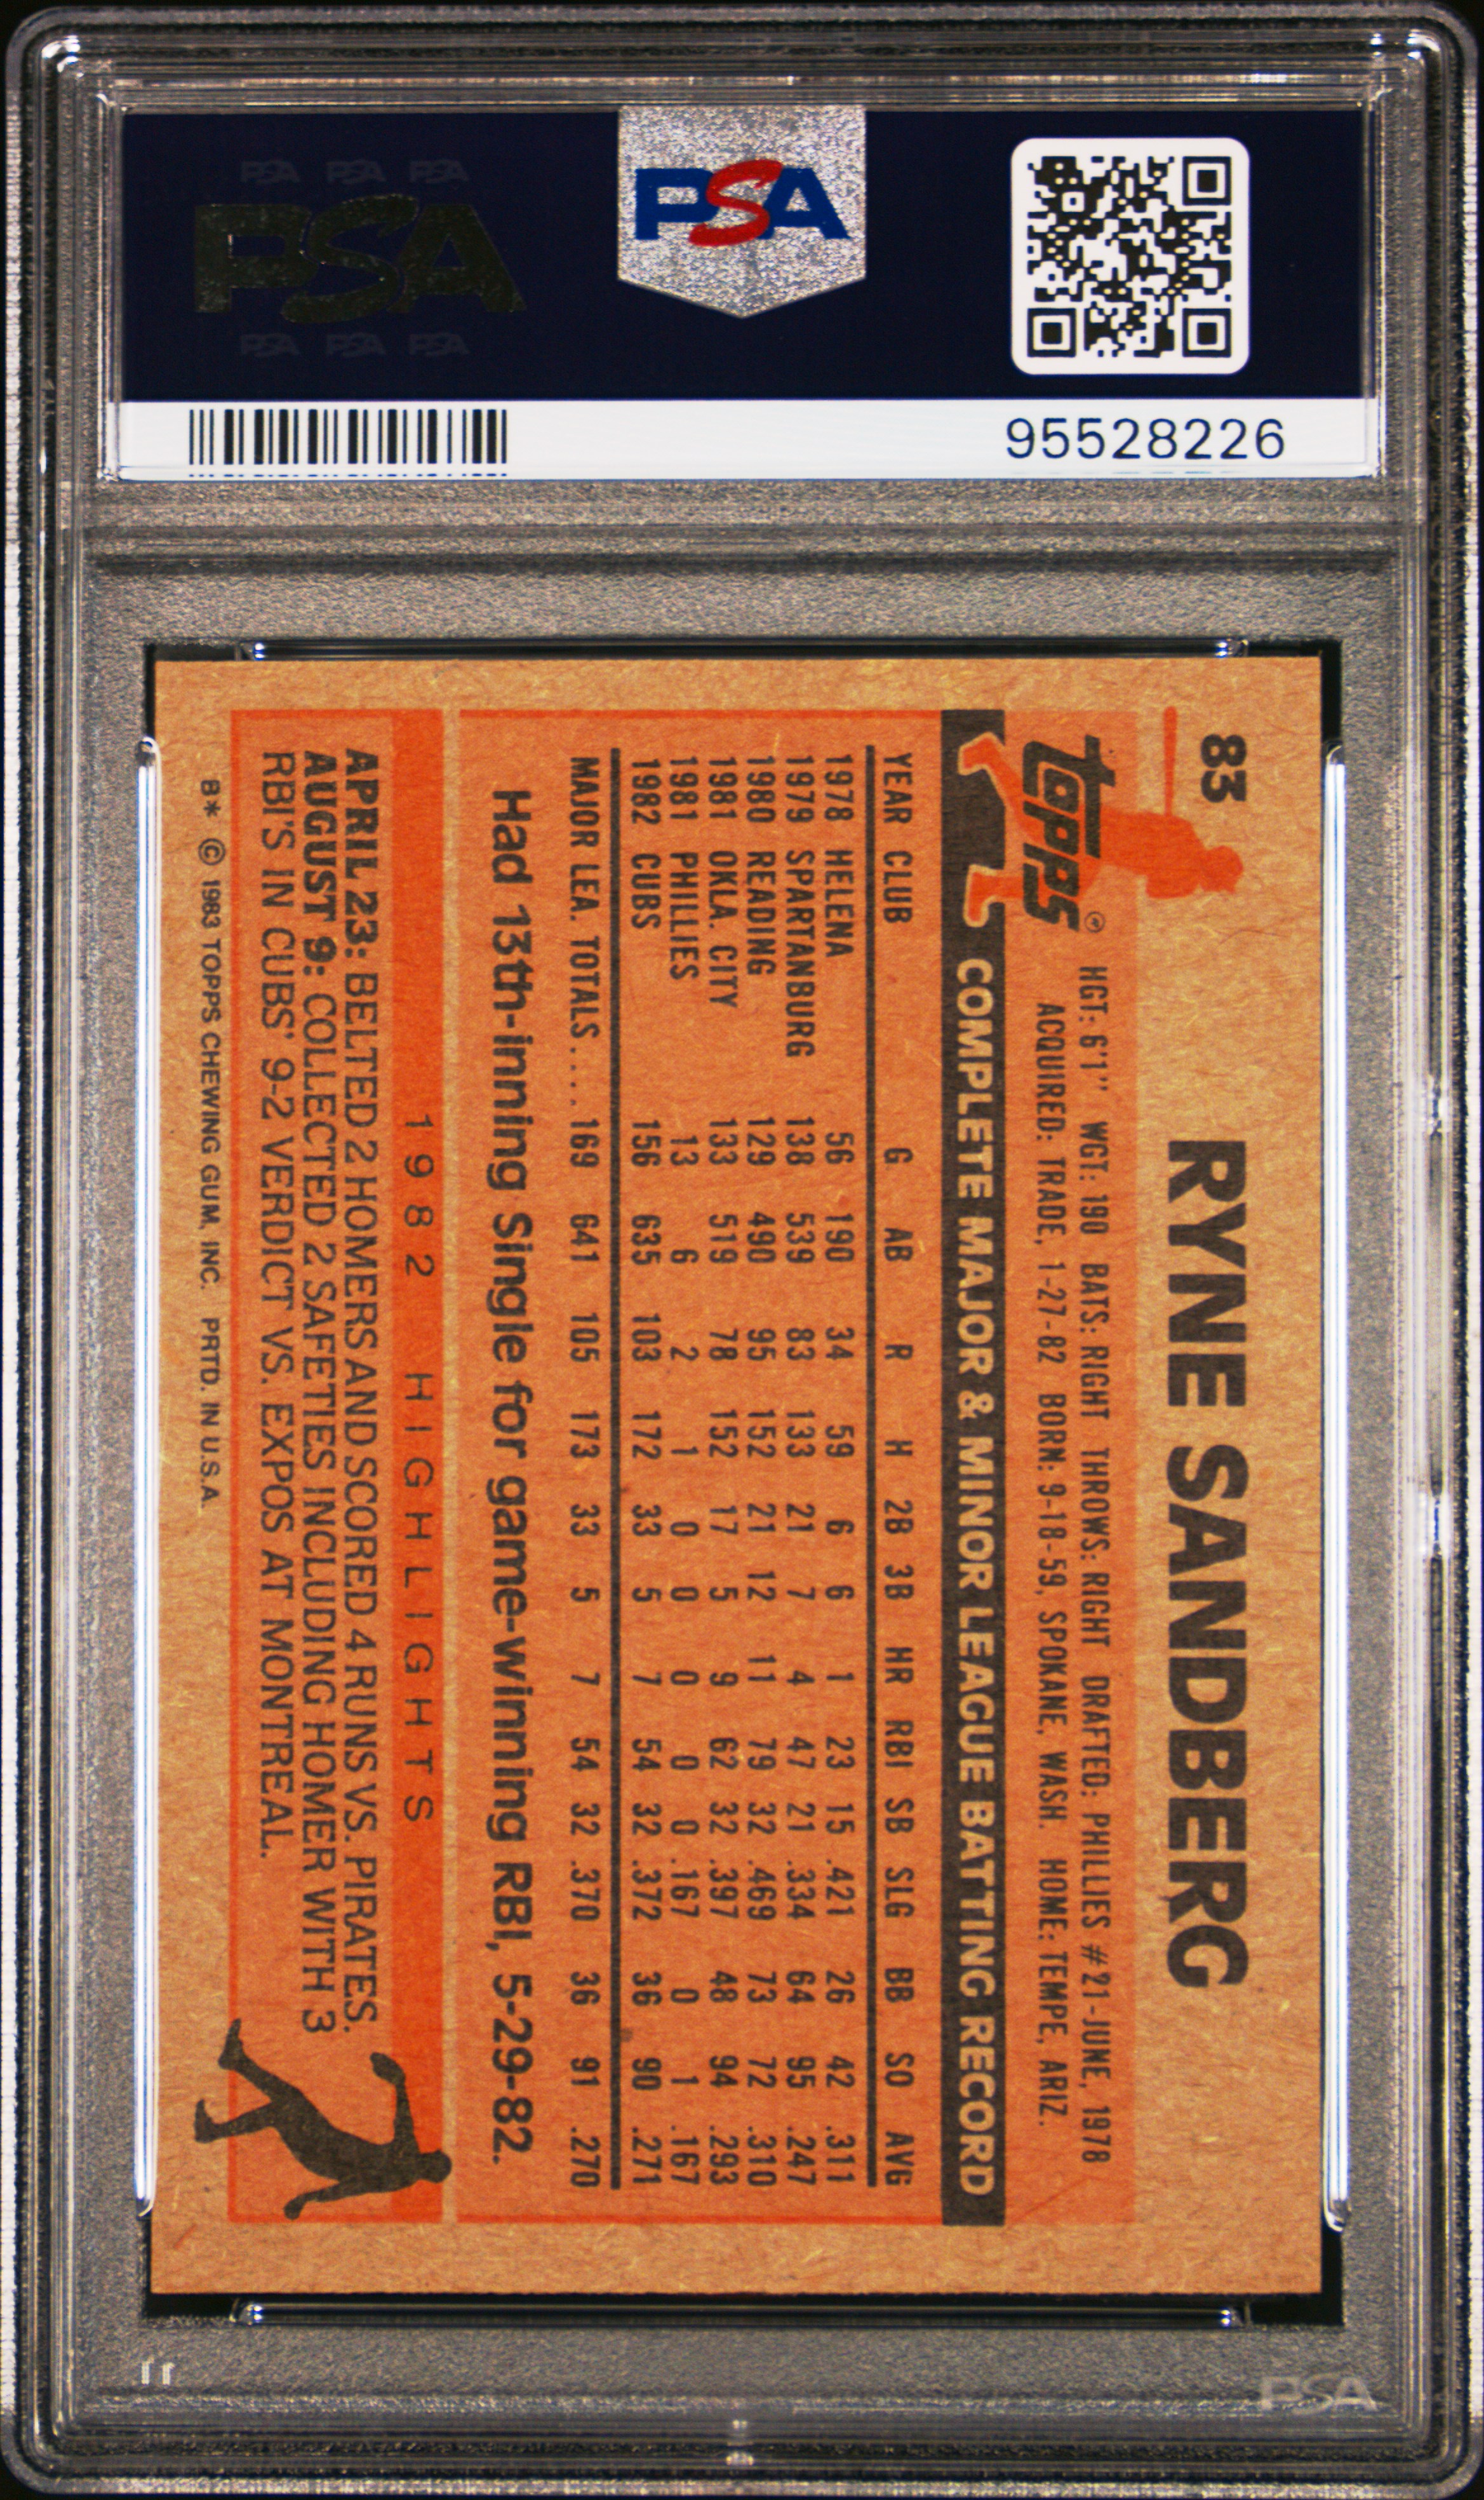 PSA PSA PSA
PSA
PSA PSA PSA
PSA
95528226
83
RYNE SANDBERG
TOPPS®
HGT: 6'1" WGT: 190 BATS: RIGHT THROWS: RIGHT DRAFTED: PHILLIES #21-JUNE, 1978
ACQUIRED: TRADE, 1-27-82 BORN: 9-18-59, SPOKANE, WASH. HOME: TEMPE, ARIZ.
COMPLETE MAJOR & MINOR LEAGUE BATTING RECORD
YEAR CLUB G AB R H 2B 3B HR RBI SB SLG BB SO AVG
1978 HELENA 56 190 34 59 6 6 1 23 15 .421 26 42 .311
1979 SPARTANBURG 138 539 83 133 21 7 4 47 21 .334 64 95 .247
1980 READING 129 490 95 152 21 12 11 79 32 .469 73 72 .310
1981 OKLA. CITY 133 519 78 152 17 5 9 62 32 .397 48 94 .293
1981 PHILLIES 13 6 2 1 0 0 0 0 0 .167 0 1 .167
1982 CUBS 156 635 103 172 33 5 7 54 32 .372 36 90 .271
MAJOR LEA. TOTALS.... 169 641 105 173 33 5 7 54 32 .370 36 91 .270
Had 13th-inning Single for game-winning RBI, 5-29-82.
1982 HIGHLIGHTS
APRIL 23: BELTED 2 HOMERS AND SCORED 4 RUNS VS. PIRATES.
AUGUST 9: COLLECTED 2 SAFETIES INCLUDING HOMER WITH 3
RBI'S IN CUBS' 9-2 VERDICT VS. EXPOS AT MONTREAL.
B* © 1983 TOPPS CHEWING GUM, INC. PRTD. IN U.S.A.
PSA